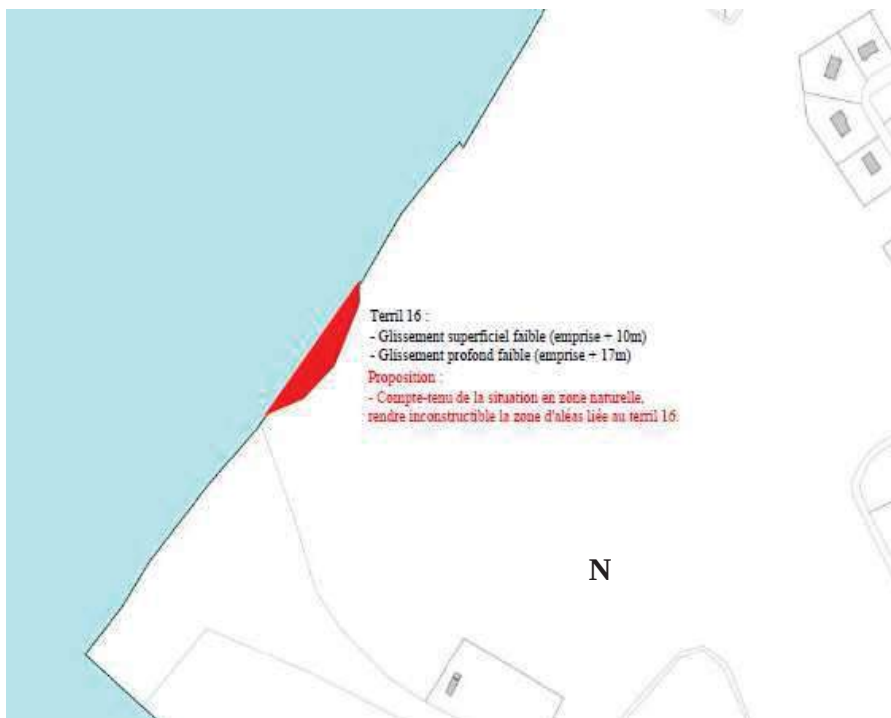 Terril 16 :
- Glissement superficiel faible (emprise + 10m)
- Glissement profond faible (emprise + 17m)
Proposition :
- Compte-tenu de la situation en zone naturelle,
rendre inconstructible la zone d'aléas liée au terril 16.
N